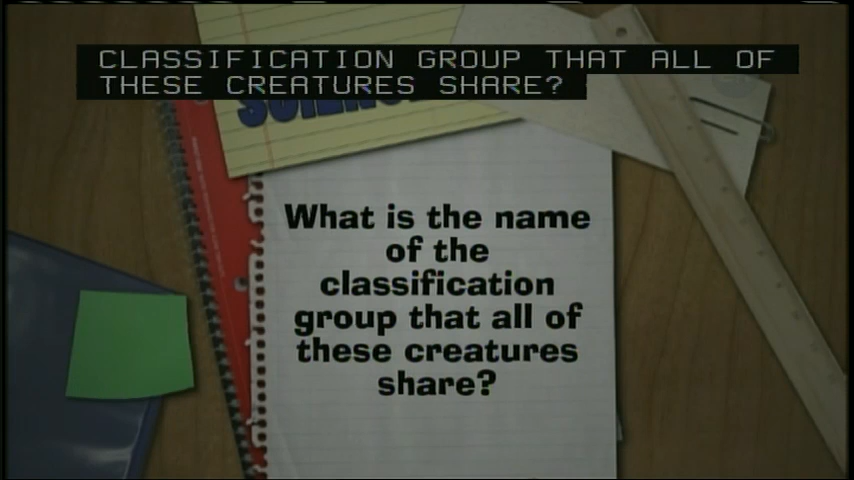 CLASSIFICATION GROUP THAT ALL OF
THESE CREATURES SHARE?
What is the name
of the
classification
group that all of
these creatures
share?